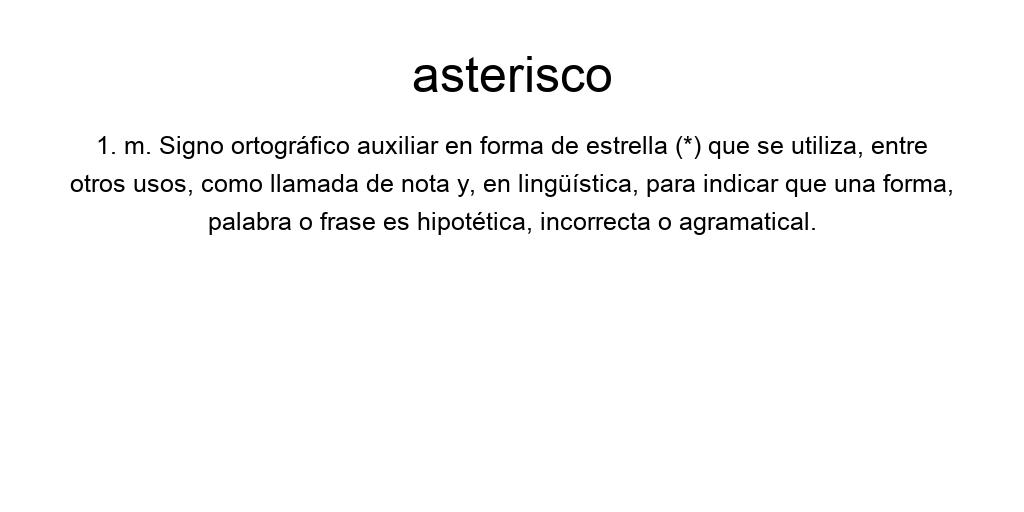 asterisco
1. m. Signo ortográfico auxiliar en forma de estrella (*) que se utiliza, entre
otros usos, como llamada de nota y, en lingüística, para indicar que una forma,
palabra o frase es hipotética, incorrecta o agramatical.